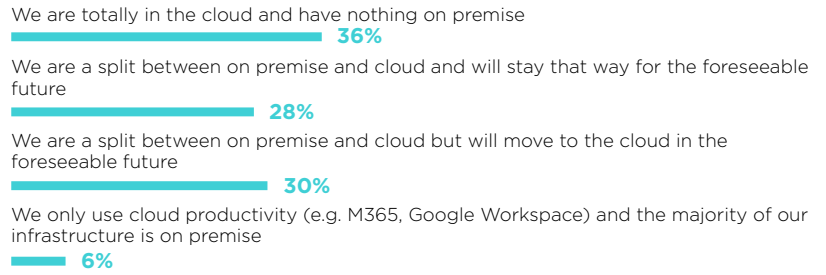 We are totally in the cloud and have nothing on premise
36%
We are a split between on premise and cloud and will stay that way for the foreseeable
future
28%
We are a split between on premise and cloud but will move to the cloud in the
foreseeable future
30%
We only use cloud productivity (e.g. M365, Google Workspace) and the majority of our
infrastructure is on premise
6%